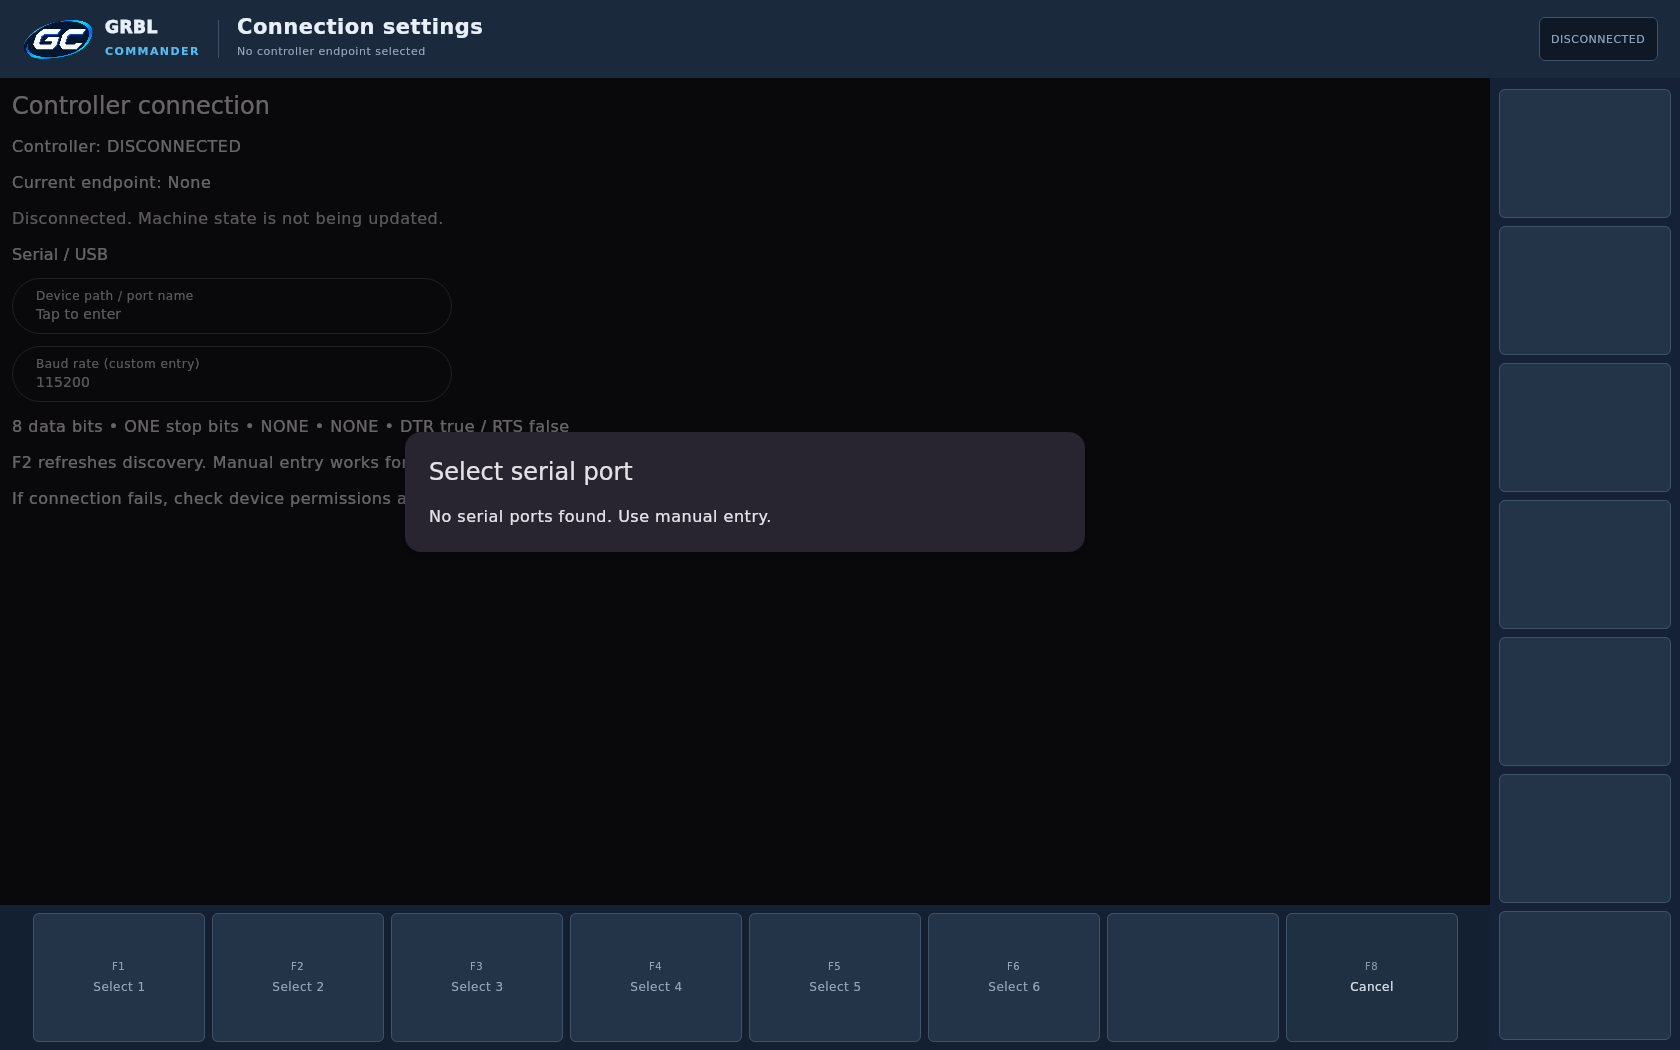 GC
GRBL
COMMANDER
Connection settings
No controller endpoint selected
DISCONNECTED
Controller connection
Controller: DISCONNECTED
Current endpoint: None
Disconnected. Machine state is not being updated.
Serial / USB
Device path / port name
Tap to enter
Baud rate (custom entry)
115200
8 data bits • ONE stop bits • NONE • NONE • DTR true / RTS false
F2 refreshes discovery. Manual entry works for
If connection fails, check device permissions a
Select serial port
No serial ports found. Use manual entry.
F1
Select 1
F2
Select 2
F3
Select 3
F4
Select 4
F5
Select 5
F6
Select 6
F8
Cancel